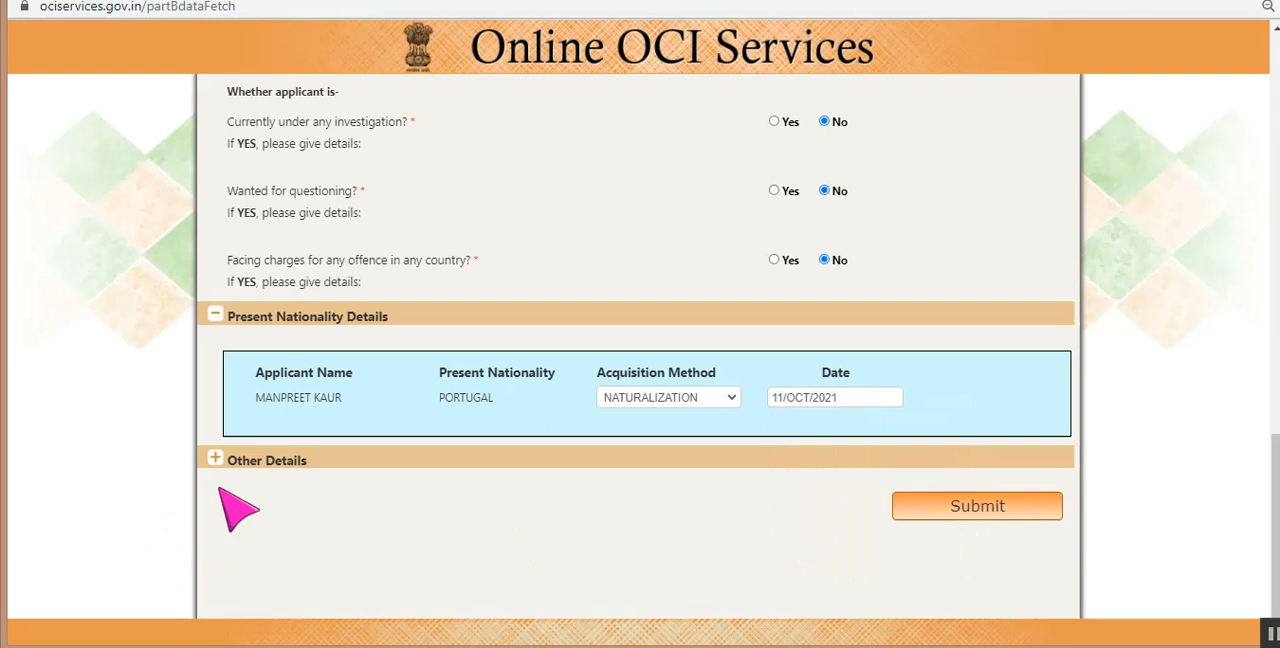 ociservices.gov.in/partBdataFetch
Online OCI Services
Whether applicant is-
Currently under any investigation? * Yes No
If YES, please give details:
Wanted for questioning? * Yes No
If YES, please give details:
Facing charges for any offence in any country? * Yes No
If YES, please give details:
Present Nationality Details
Applicant Name Present Nationality Acquisition Method Date
MANPREET KAUR PORTUGAL NATURALIZATION 11/OCT/2021
Other Details
Submit